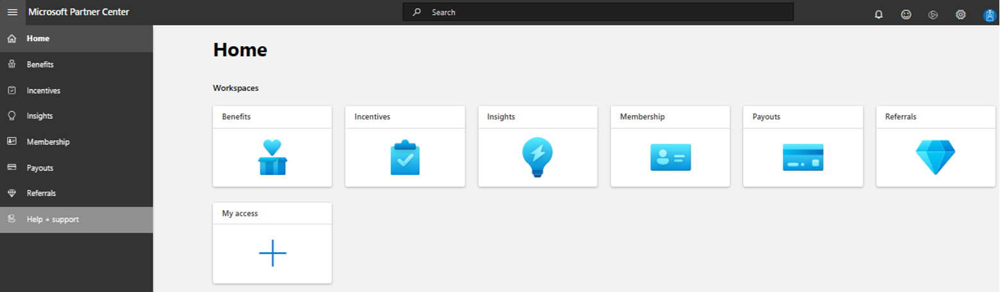 Microsoft Partner Center
Search
Home
Benefits
Incentives
Insights
Membership
Payouts
Referrals
Help + support
Home
Workspaces
Benefits
Incentives
Insights
Membership
Payouts
Referrals
My access